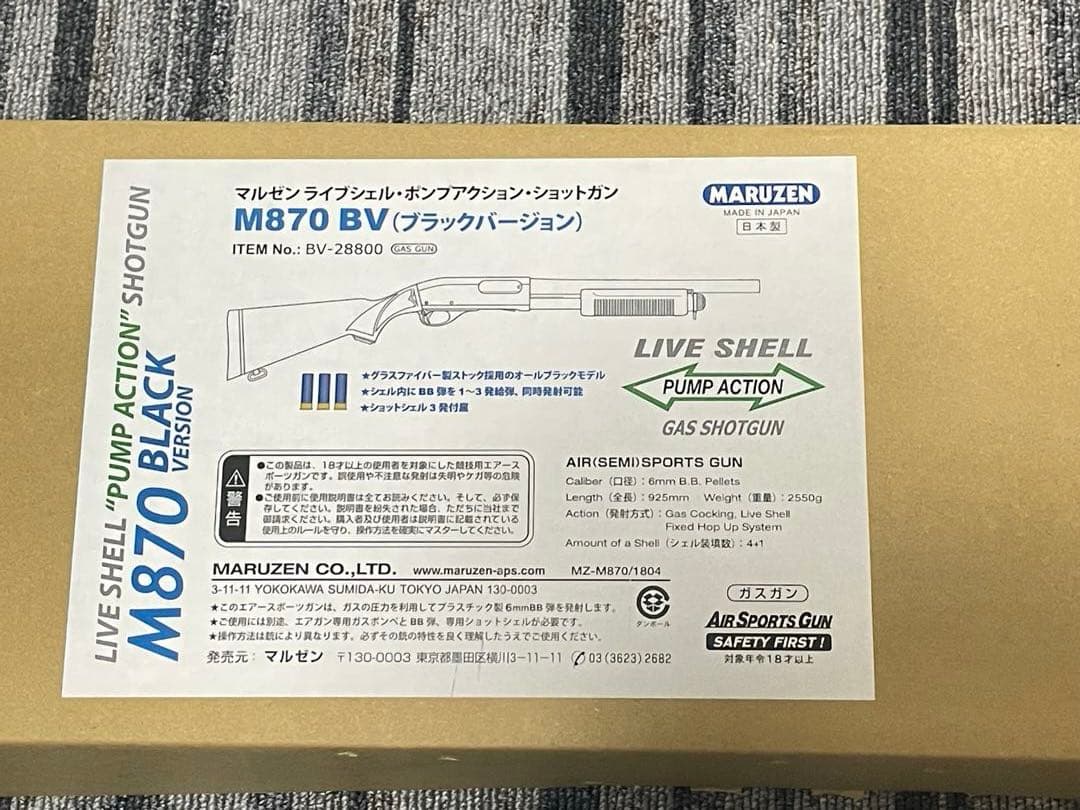 LIVE SHELL "PUMP ACTION" SHOTGUN
M870 BLACK
VERSION
マルゼン ライブシェル・ポンプアクション・ショットガン
M870 BV(ブラックバージョン)
ITEM No.: BV-28800 GAS GUN
MARUZEN
MADE IN JAPAN
日本製
★グラスファイバー製ストック採用のオールブラックモデル
★シェル内にBB弾を1〜3発給弾、同時発射可能
★ショットシェル3発付属
LIVE SHELL
PUMP ACTION
GAS SHOTGUN
警告
●この製品は、18才以上の使用者を対象にした競技用エアース
ポーツガンです。誤使用や不注意な発射は失明やケガ等の危険
があります。
●ご使用前に使用説明書は全てお読みください。そして、必ず保
存してください。説明書を紛失された場合、ただちに当社まで
御請求ください。購入者及び使用者は説明書に記載されている
使用上のルールを守り、操作方法を確実にマスターしてください。
AIR(SEMI)SPORTS GUN
Caliber(口径):6mm B.B. Pellets
Length(全長):925mm Weight(重量):2550g
Action(発射方式):Gas Cocking, Live Shell
Fixed Hop Up System
Amount of a Shell(シェル装填数):4+1
MARUZEN CO.,LTD. www.maruzen-aps.com MZ-M870/1804
3-11-11 YOKOKAWA SUMIDA-KU TOKYO JAPAN 130-0003
★このエアースポーツガンは、ガスの圧力を利用してプラスチック製6mmBB弾を発射します。
★ご使用には別途、エアガン専用ガスボンベとBB弾、専用ショットシェルが必要です。
★操作方法は銃により異なります。必ずその銃の特性を良く理解したうえでご使用ください。
発売元:マルゼン 〒130-0003 東京都墨田区横川3-11-11 ✆03(3623)2682
ダンボール
ガスガン
AIR SPORTS GUN
SAFETY FIRST!
対象年令18才以上